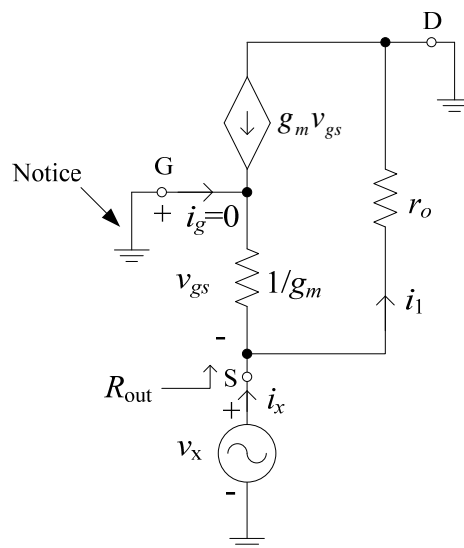 D
g_m v_gs
G
Notice
+
i_g=0
r_o
v_gs
1/g_m
i_1
-
S
R_out
+
i_x
v_x
-